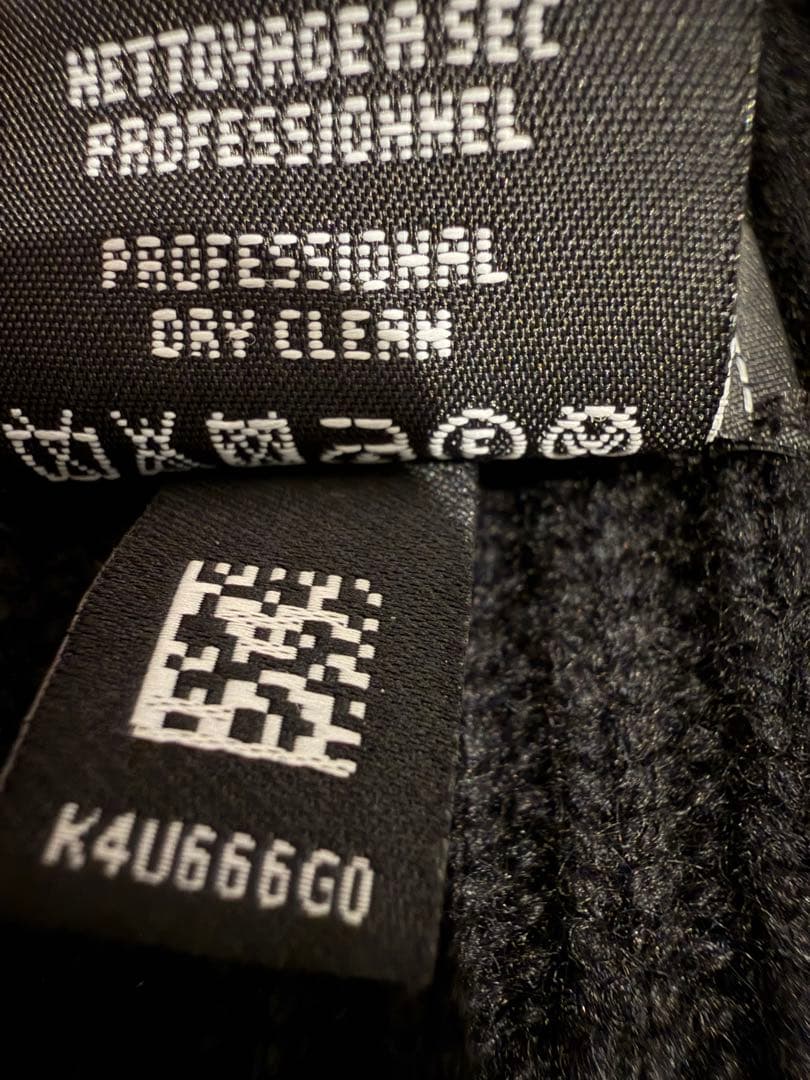 NETTOYAGE A SEC
PROFESSIONNEL
PROFESSIONAL
DRY CLEAN
K4U666G0